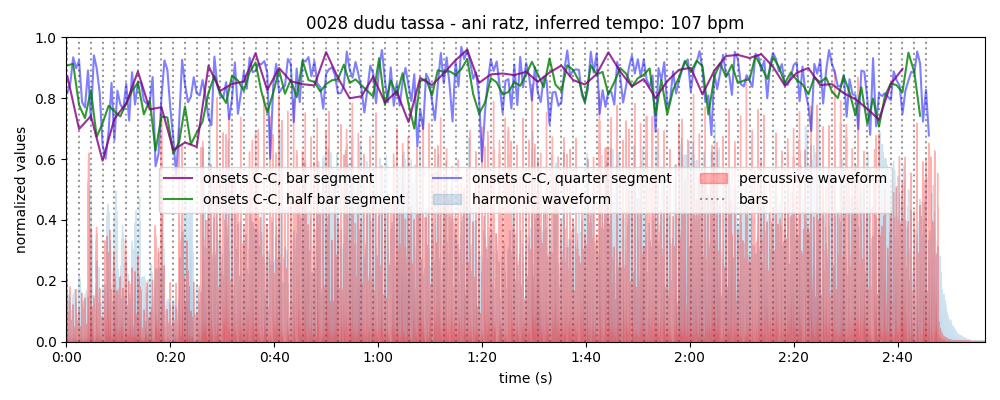 0028 dudu tassa - ani ratz, inferred tempo: 107 bpm
normalized values
1.0
0.8
0.6
0.4
0.2
0.0
onsets C-C, bar segment
onsets C-C, half bar segment
onsets C-C, quarter segment
harmonic waveform
percussive waveform
bars
0:00 0:20 0:40 1:00 1:20 1:40 2:00 2:20 2:40
time (s)